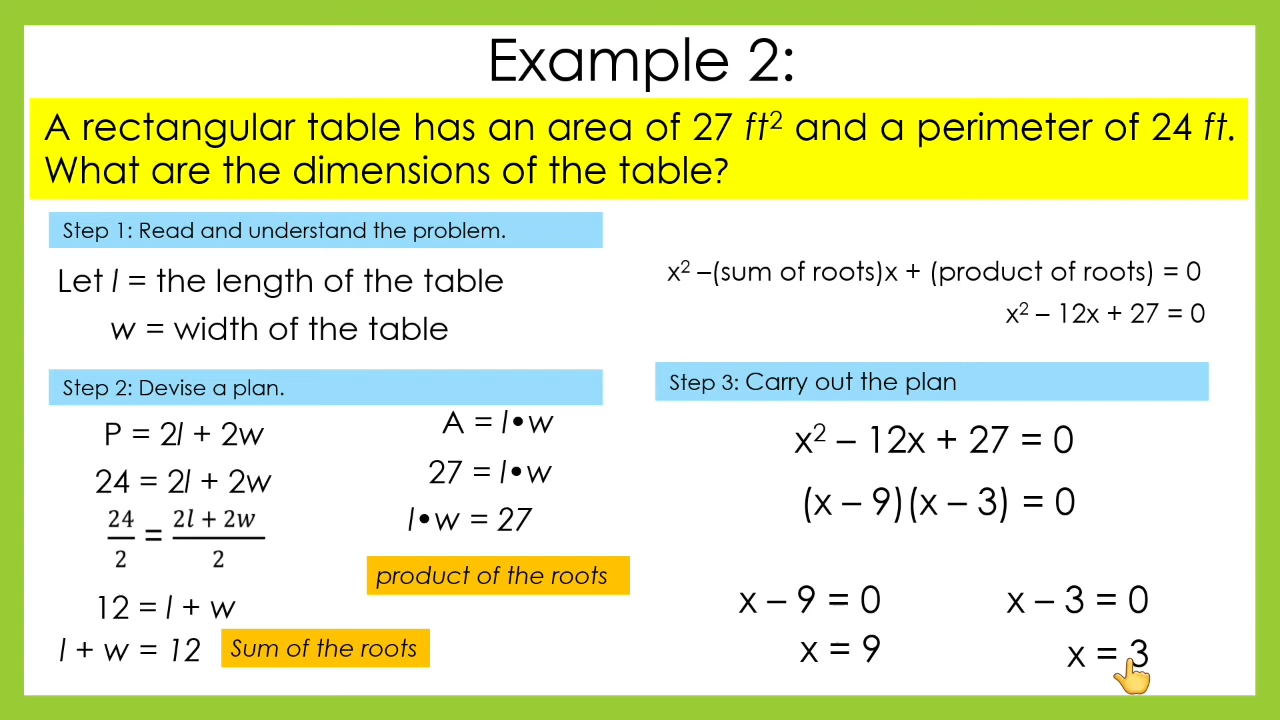 Example 2:
A rectangular table has an area of 27 ft² and a perimeter of 24 ft.
What are the dimensions of the table?
Step 1: Read and understand the problem.
Let l = the length of the table
w = width of the table
Step 2: Devise a plan.
P = 2l + 2w
24 = 2l + 2w
24/2 = (2l + 2w)/2
12 = l + w
l + w = 12
Sum of the roots
A = l•w
27 = l•w
l•w = 27
product of the roots
x² –(sum of roots)x + (product of roots) = 0
x² – 12x + 27 = 0
Step 3: Carry out the plan
x² – 12x + 27 = 0
(x – 9)(x – 3) = 0
x – 9 = 0
x = 9
x – 3 = 0
x = 3